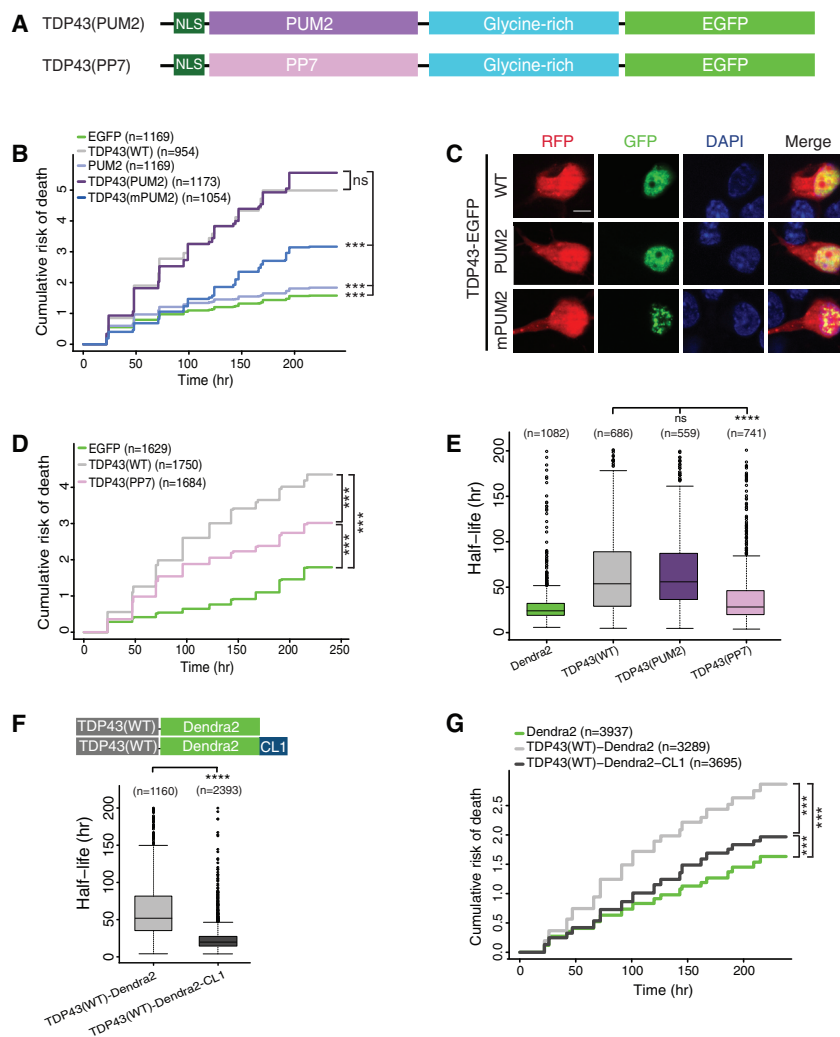 A
TDP43(PUM2)
NLS
PUM2
Glycine-rich
EGFP
TDP43(PP7)
NLS
PP7
Glycine-rich
EGFP
B
EGFP (n=1169)
TDP43(WT) (n=954)
PUM2 (n=1169)
TDP43(PUM2) (n=1173)
TDP43(mPUM2) (n=1054)
Cumulative risk of death
0
1
2
3
4
5
0 50 100 150 200
Time (hr)
ns
***
***
***
C
RFP GFP DAPI Merge
TDP43-EGFP
WT
PUM2
mPUM2
D
EGFP (n=1629)
TDP43(WT) (n=1750)
TDP43(PP7) (n=1684)
Cumulative risk of death
0
1
2
3
4
0 50 100 150 200 250
Time (hr)
***
***
***
E
ns ****
(n=1082) (n=686) (n=559) (n=741)
Half−life (hr)
0
50
100
150
200
Dendra2
TDP43(WT)
TDP43(PUM2)
TDP43(PP7)
F
TDP43(WT) Dendra2
TDP43(WT) Dendra2 CL1
****
(n=1160) (n=2393)
Half−life (hr)
0
50
100
150
200
TDP43(WT)-Dendra2
TDP43(WT)-Dendra2-CL1
G
Dendra2 (n=3937)
TDP43(WT)−Dendra2 (n=3289)
TDP43(WT)−Dendra2−CL1 (n=3695)
Cumulative risk of death
0.0
0.5
1.0
1.5
2.0
2.5
0 50 100 150 200
Time (hr)
***
***
***